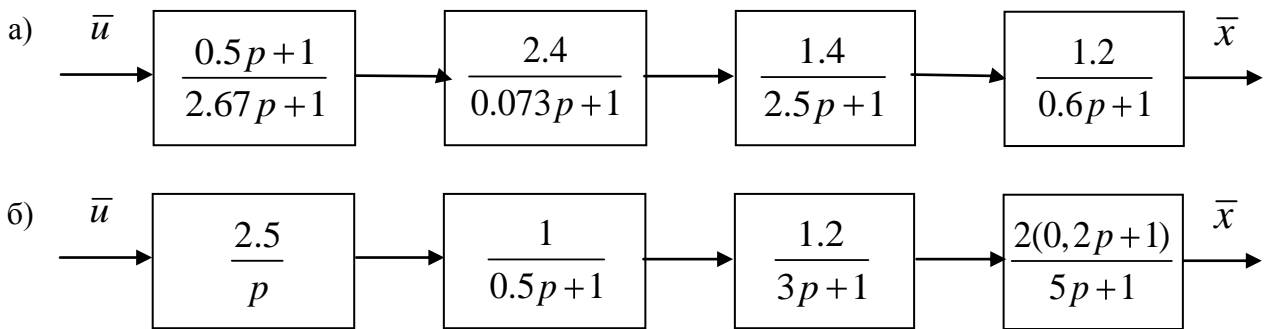 а) u̅ 0.5p+1 / 2.67p+1 2.4 / 0.073p+1 1.4 / 2.5p+1 1.2 / 0.6p+1 x̅
б) u̅ 2.5 / p 1 / 0.5p+1 1.2 / 3p+1 2(0,2p+1) / 5p+1 x̅